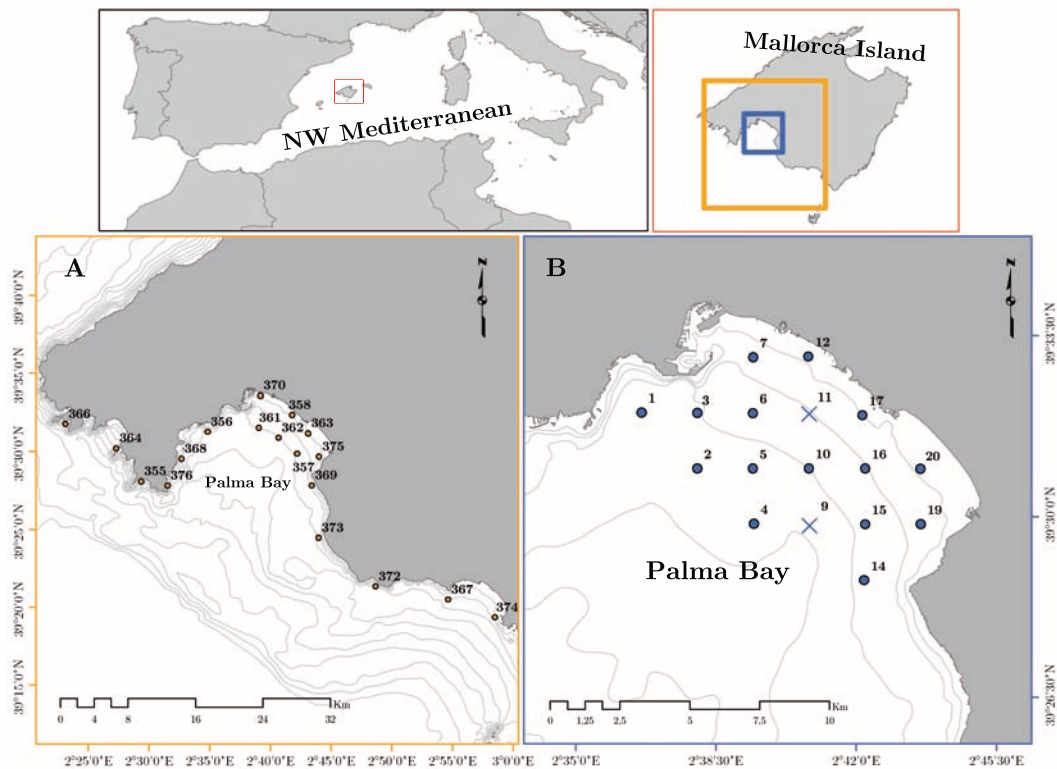 NW Mediterranean
Mallorca Island
A
N
39°40'0"N
39°35'0"N
39°30'0"N
39°25'0"N
39°20'0"N
39°15'0"N
370
366
358
356
361
363
362
364
375
368
357
355
376
369
Palma Bay
373
372
367
374
Km
0 4 8 16 24 32
2°25'0"E 2°30'0"E 2°35'0"E 2°40'0"E 2°45'0"E 2°50'0"E 2°55'0"E 3°0'0"E
B
N
7 12
1 3 6 11 17
2 5 10 16 20
4 9 15 19
14
Palma Bay
Km
0 1,25 2,5 5 7,5 10
39°33'30"N
39°30'0"N
39°26'30"N
2°35'0"E 2°38'30"E 2°42'0"E 2°45'30"E